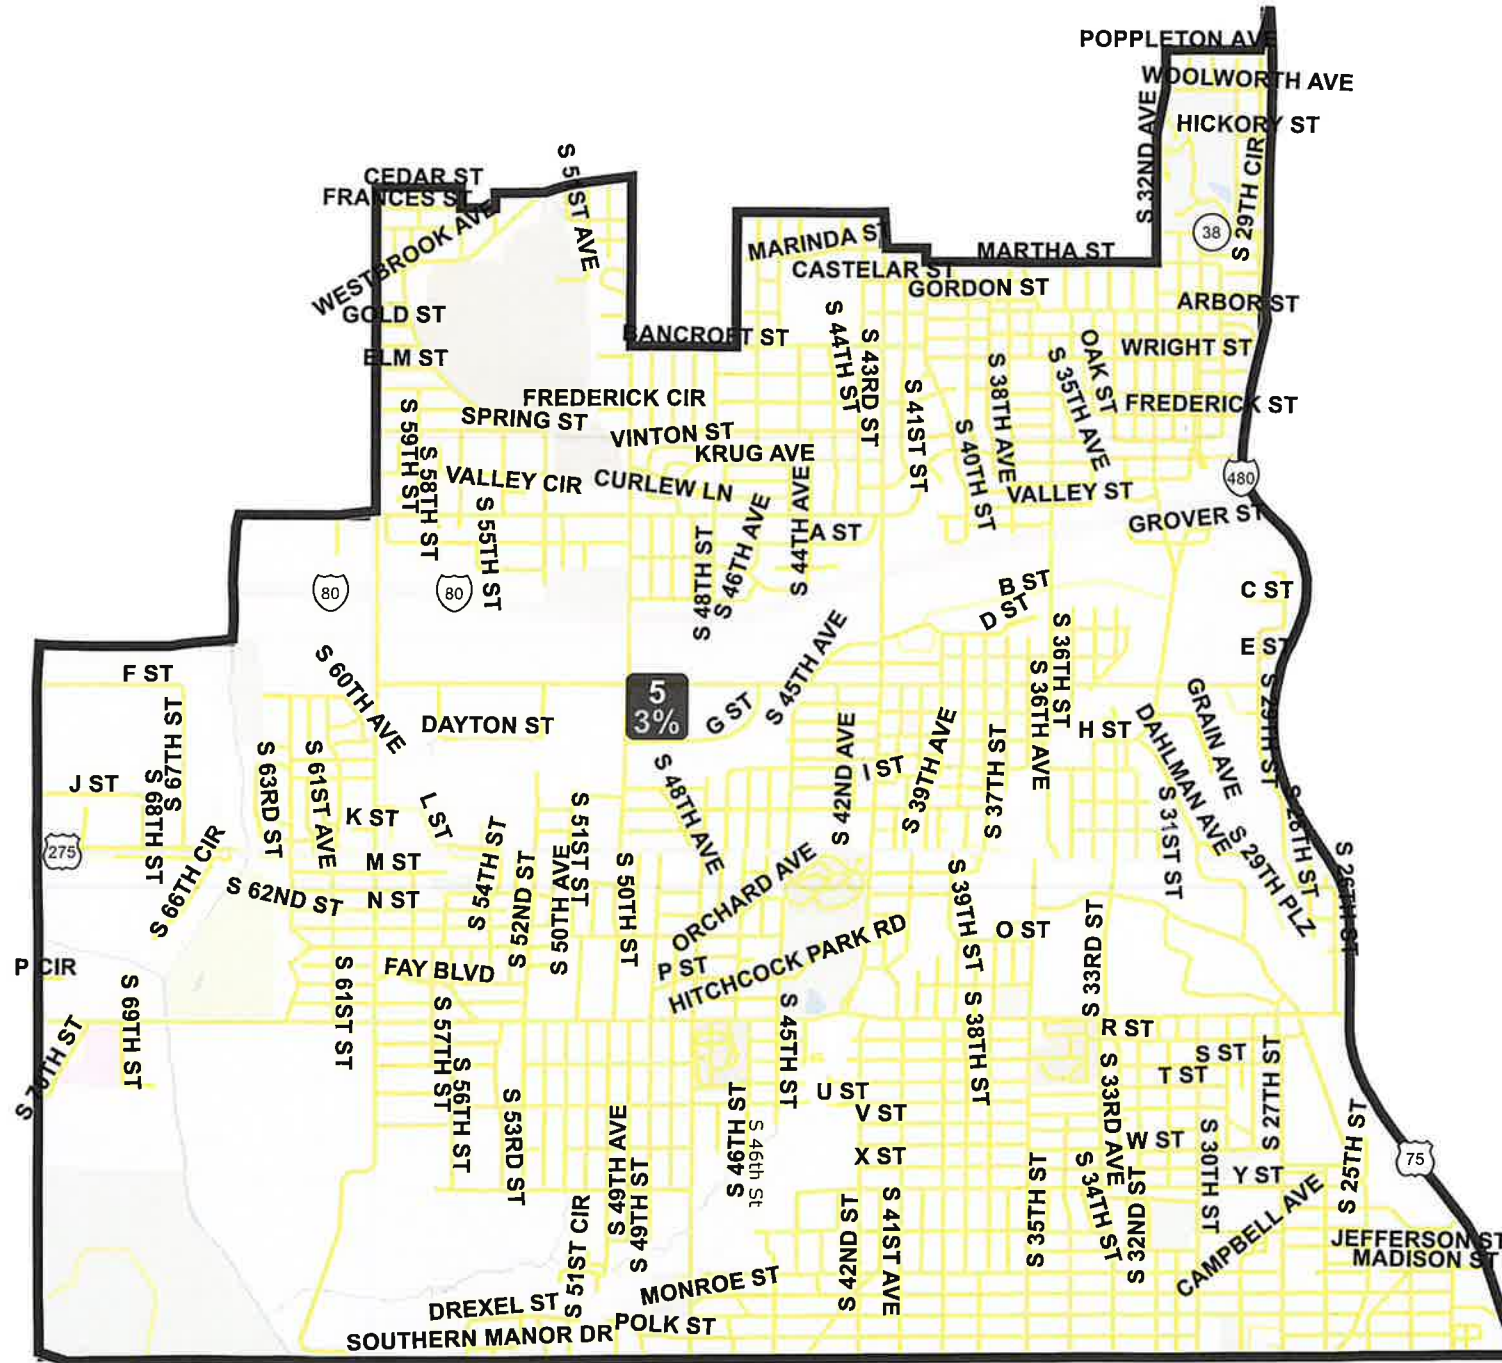 POPPLETON AVE
WOOLWORTH AVE
S 32ND AVE
HICKORY ST
S 29TH CIR
38
CEDAR ST
FRANCES ST
S 51ST AVE
WESTBROOK AVE
MARINDA ST
MARTHA ST
CASTELAR ST
GORDON ST
GOLD ST
ARBOR ST
BANCROFT ST
ELM ST
S 44TH ST
S 43RD ST
S 38TH AVE
S 35TH AVE
OAK ST
WRIGHT ST
FREDERICK CIR
S 41ST ST
FREDERICK ST
SPRING ST
VINTON ST
KRUG AVE
S 59TH ST
S 58TH ST
VALLEY CIR
CURLEW LN
S 40TH ST
VALLEY ST
480
GROVER ST
S 55TH ST
S 48TH ST
S 46TH AVE
S 44TH AVE
A ST
80
80
B ST
D ST
C ST
E ST
F ST
S 60TH AVE
5
3%
S 45TH AVE
S 36TH ST
S 36TH AVE
S 67TH ST
DAYTON ST
G ST
H ST
DAHLMAN AVE
GRAIN AVE
S 29TH ST
J ST
S 68TH ST
S 63RD ST
S 61ST AVE
S 48TH AVE
S 42ND AVE
I ST
S 39TH AVE
S 37TH ST
K ST
L ST
S 51ST ST
S 31ST ST
S 28TH ST
275
S 66TH CIR
M ST
S 54TH ST
S 52ND ST
S 50TH AVE
S 50TH ST
ORCHARD AVE
S 29TH PLZ
S 26TH ST
S 62ND ST
N ST
S 39TH ST
O ST
S 33RD ST
P CIR
FAY BLVD
P ST
HITCHCOCK PARK RD
S 69TH ST
S 61ST ST
S 57TH ST
S 45TH ST
S 38TH ST
R ST
S 70TH ST
S 56TH ST
S 53RD ST
S ST
T ST
S 27TH ST
U ST
V ST
S 33RD AVE
S 46TH ST
S 46th St
S 49TH AVE
S 49TH ST
X ST
W ST
S 30TH ST
Y ST
S 25TH ST
75
S 35TH ST
S 34TH ST
S 32ND ST
S 51ST CIR
S 42ND ST
S 41ST AVE
CAMPBELL AVE
JEFFERSON ST
MADISON ST
MONROE ST
DREXEL ST
POLK ST
SOUTHERN MANOR DR